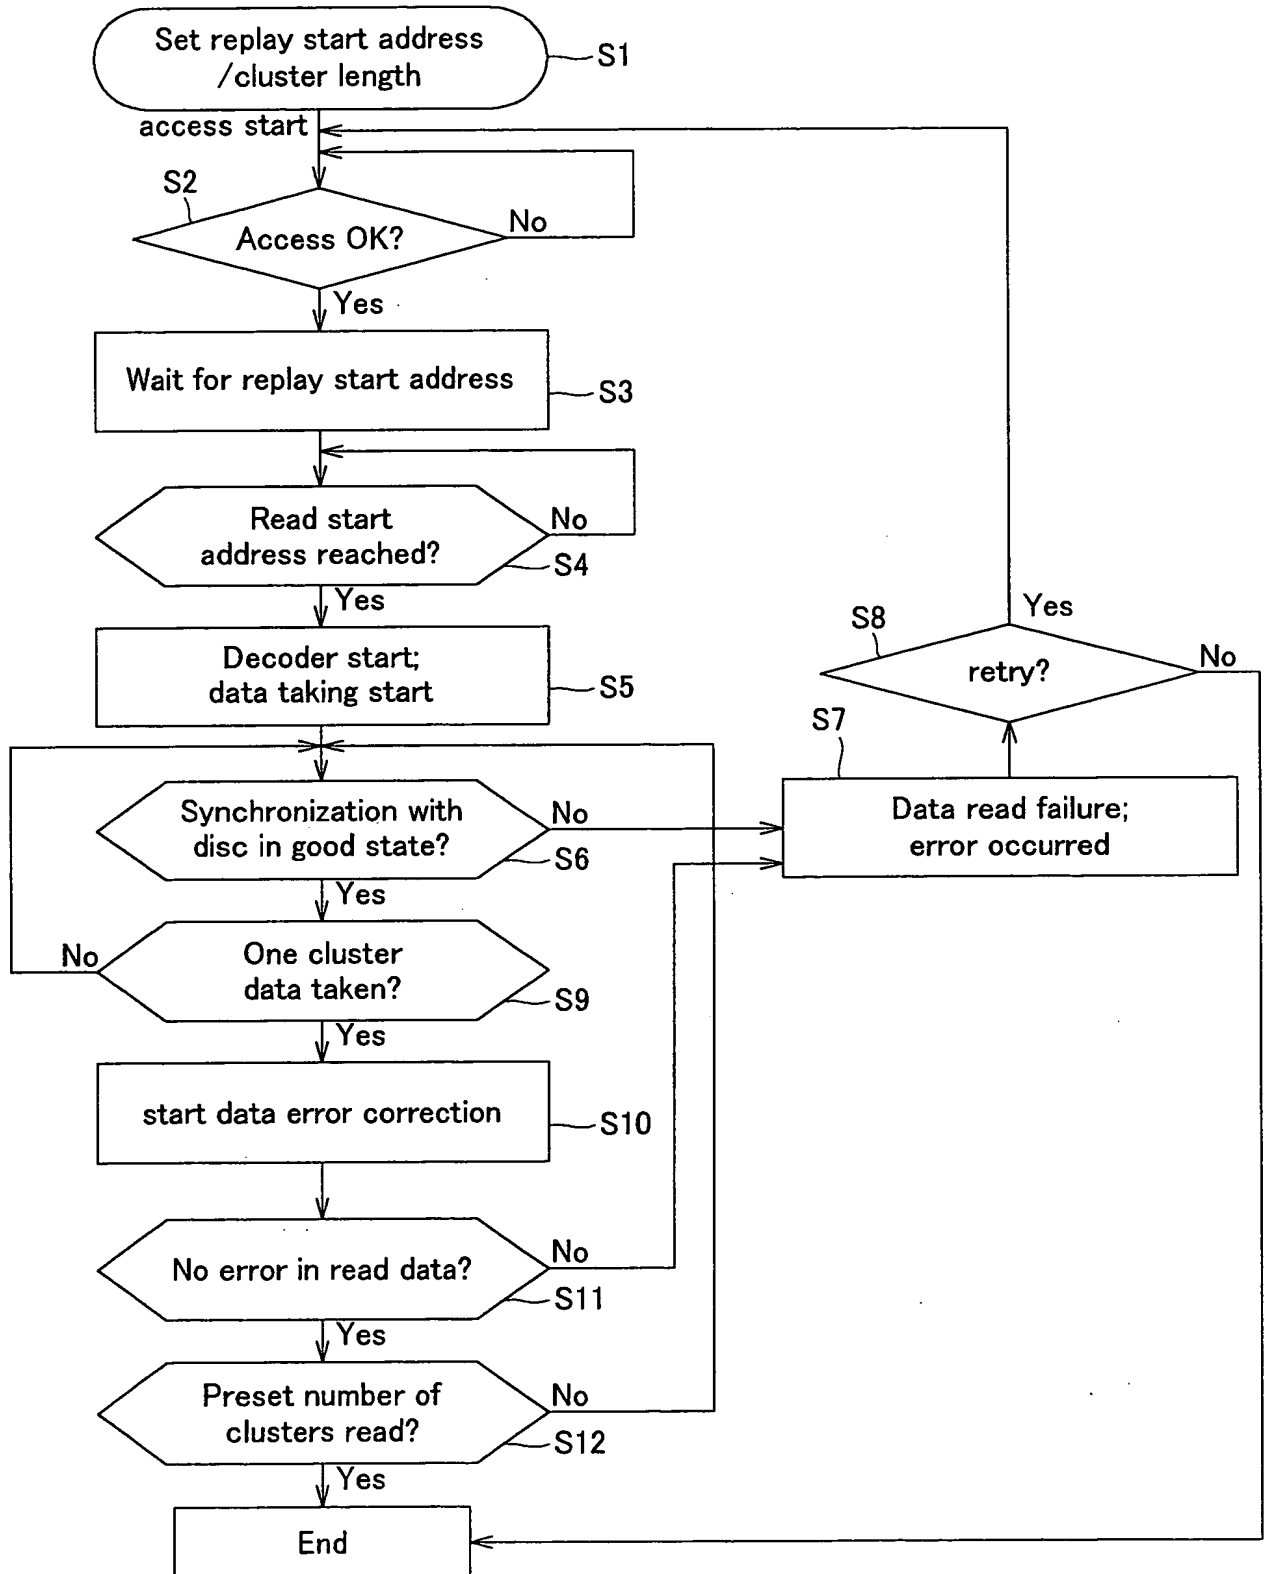 Set replay start address
/cluster length
S1
access start
S2
Access OK?
No
Yes
Wait for replay start address
S3
Read start
address reached?
No
S4
Yes
Decoder start;
data taking start
S5
Synchronization with
disc in good state?
No
S6
Yes
S8
retry?
Yes
No
S7
Data read failure;
error occurred
One cluster
data taken?
No
S9
Yes
start data error correction
S10
No error in read data?
No
S11
Yes
Preset number of
clusters read?
No
S12
Yes
End